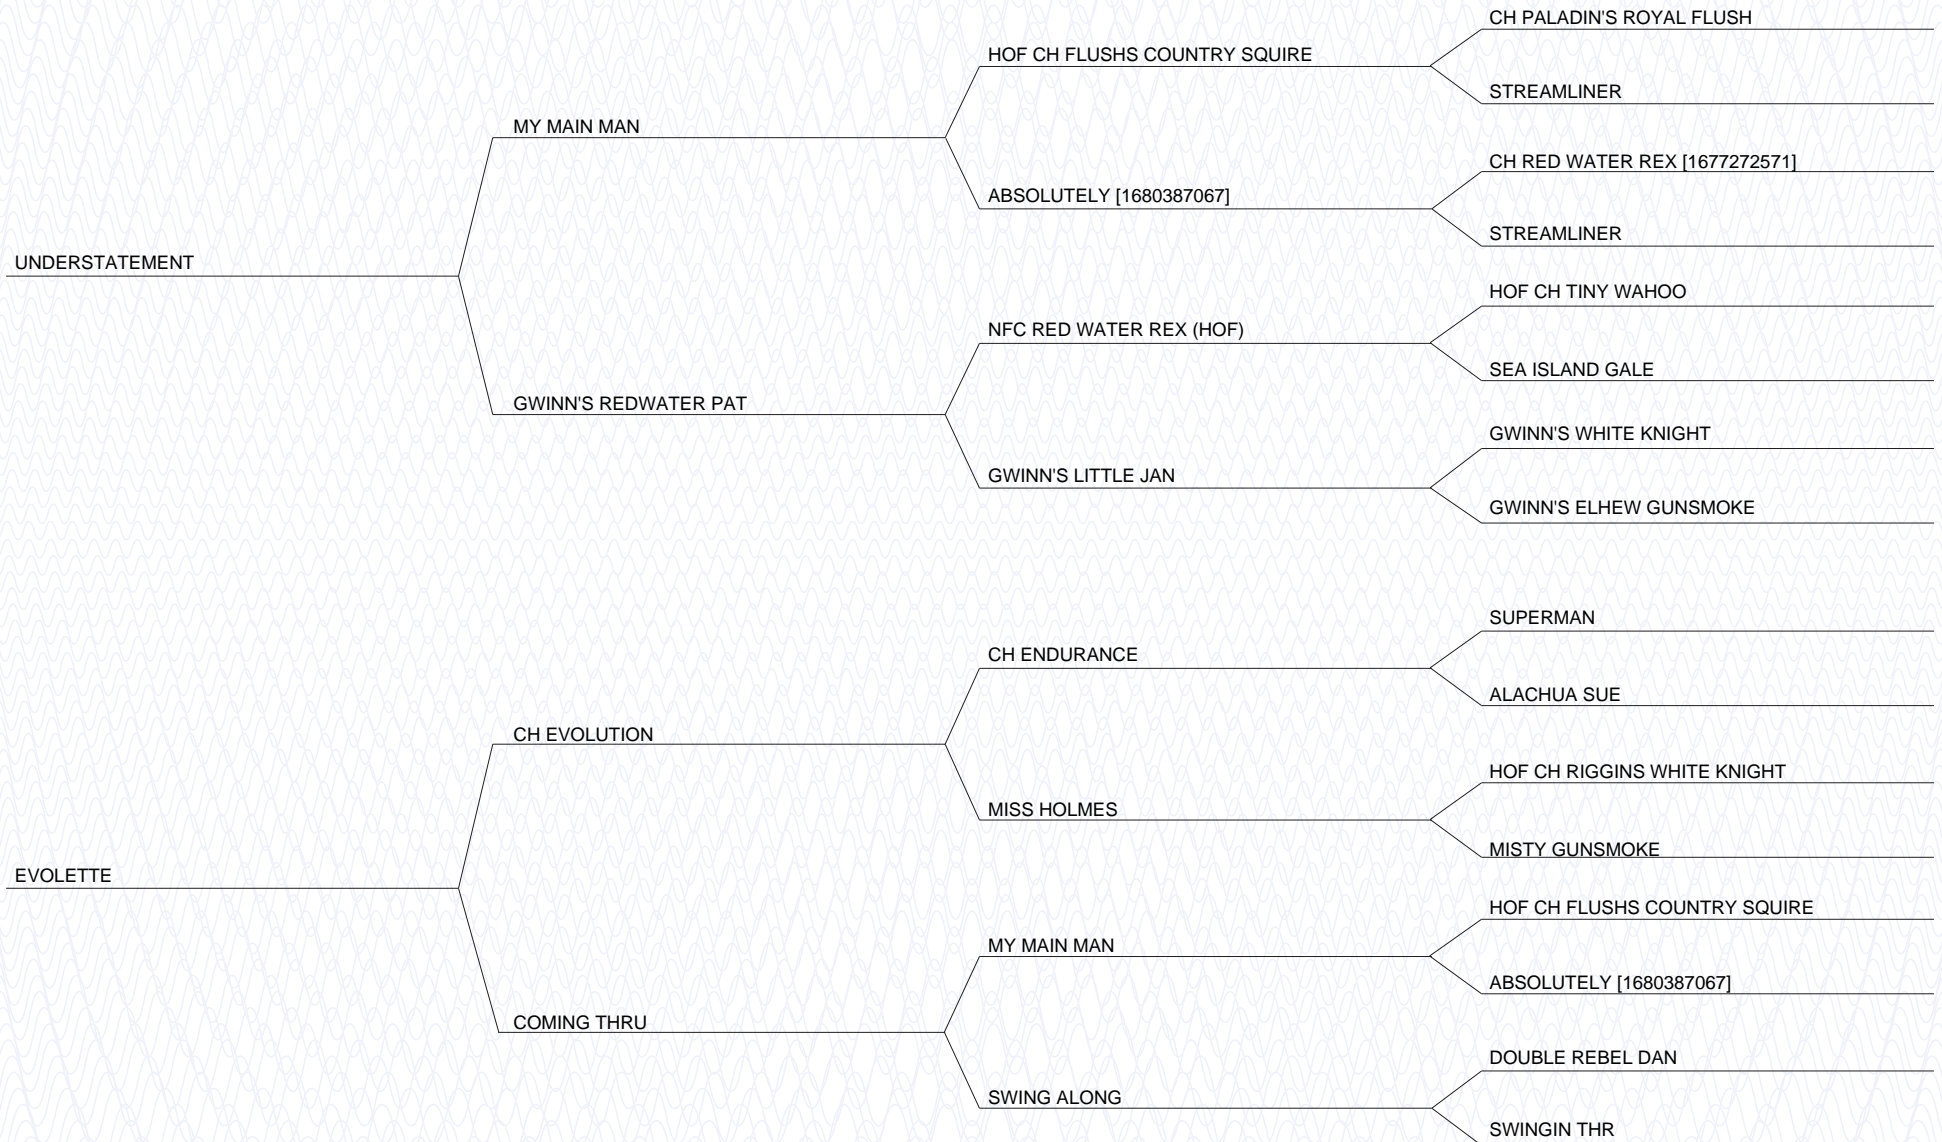 CH PALADIN'S ROYAL FLUSH
HOF CH FLUSHS COUNTRY SQUIRE
STREAMLINER
MY MAIN MAN
CH RED WATER REX [1677272571]
ABSOLUTELY [1680387067]
STREAMLINER
UNDERSTATEMENT
HOF CH TINY WAHOO
NFC RED WATER REX (HOF)
SEA ISLAND GALE
GWINN'S REDWATER PAT
GWINN'S WHITE KNIGHT
GWINN'S LITTLE JAN
GWINN'S ELHEW GUNSMOKE
SUPERMAN
CH ENDURANCE
ALACHUA SUE
CH EVOLUTION
HOF CH RIGGINS WHITE KNIGHT
MISS HOLMES
MISTY GUNSMOKE
EVOLETTE
HOF CH FLUSHS COUNTRY SQUIRE
MY MAIN MAN
ABSOLUTELY [1680387067]
COMING THRU
DOUBLE REBEL DAN
SWING ALONG
SWINGIN THR